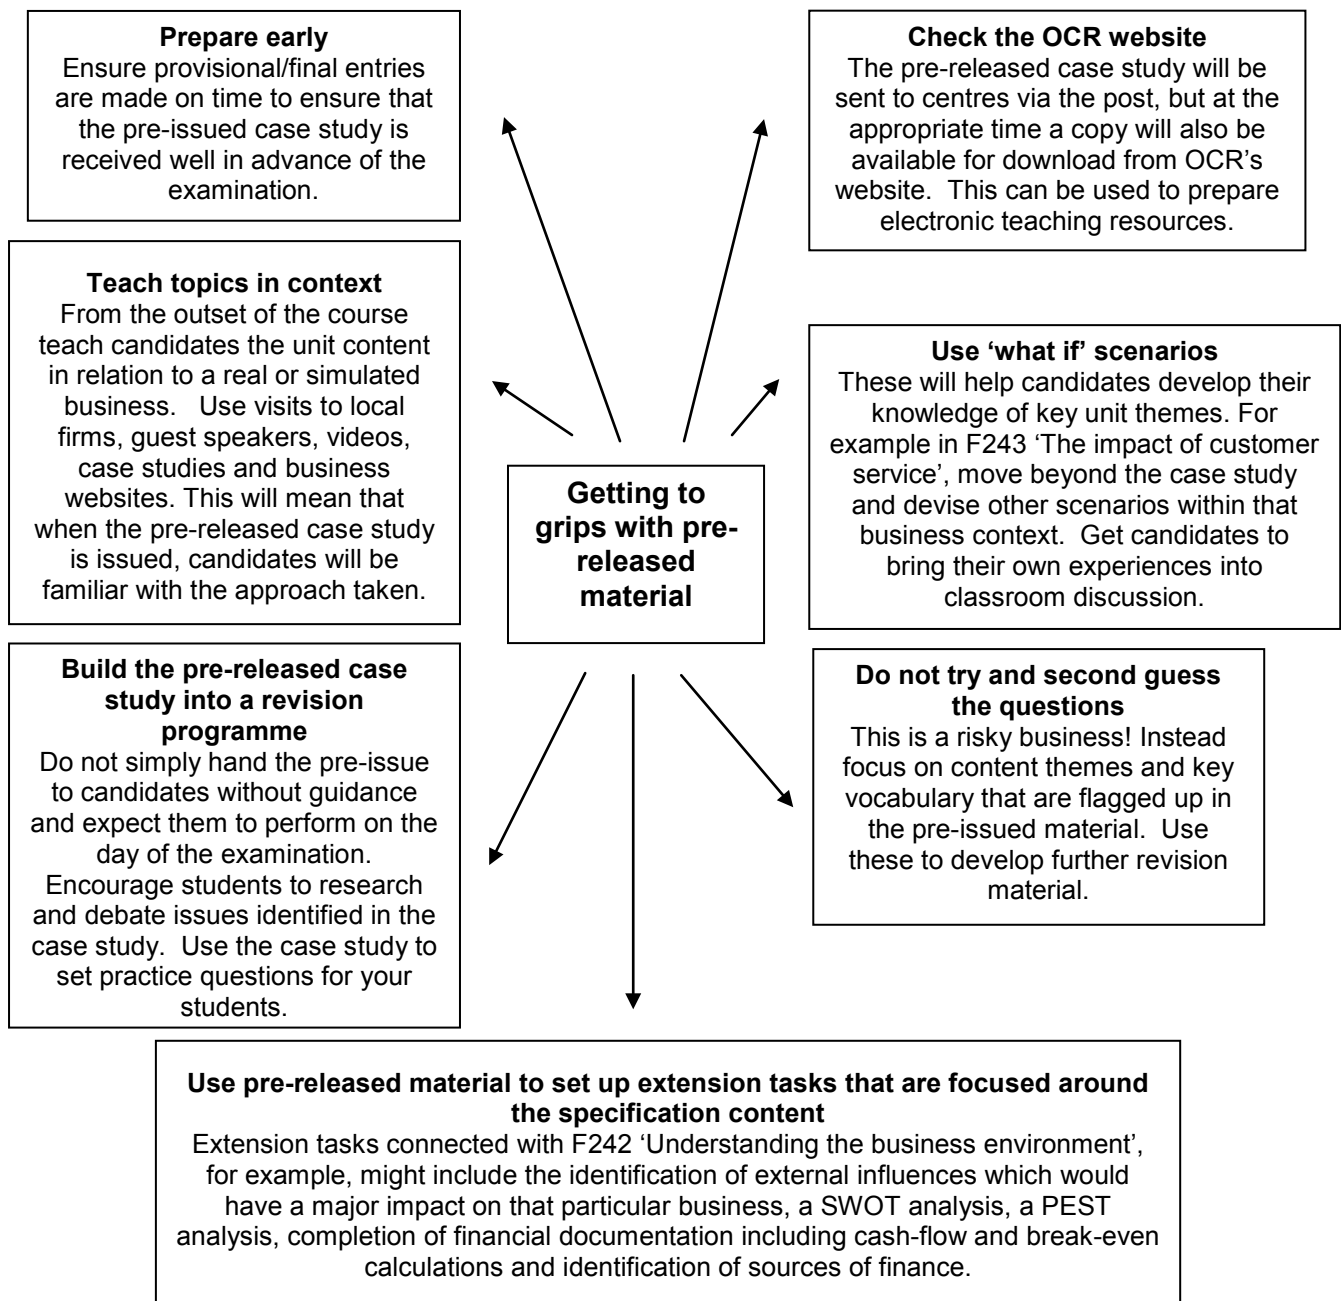 Prepare early
Ensure provisional/final entries
are made on time to ensure that
the pre-issued case study is
received well in advance of the
examination.
Check the OCR website
The pre-released case study will be
sent to centres via the post, but at the
appropriate time a copy will also be
available for download from OCR's
website.  This can be used to prepare
electronic teaching resources.
Teach topics in context
From the outset of the course
teach candidates the unit content
in relation to a real or simulated
business.   Use visits to local
firms, guest speakers, videos,
case studies and business
websites. This will mean that
when the pre-released case study
is issued, candidates will be
familiar with the approach taken.
Use ‘what if’ scenarios
These will help candidates develop their
knowledge of key unit themes. For
example in F243 ‘The impact of customer
service’, move beyond the case study
and devise other scenarios within that
business context.  Get candidates to
bring their own experiences into
classroom discussion.
Getting to
grips with pre-
released
material
Build the pre-released case
study into a revision
programme
Do not simply hand the pre-issue
to candidates without guidance
and expect them to perform on the
day of the examination.
Encourage students to research
and debate issues identified in the
case study.  Use the case study to
set practice questions for your
students.
Do not try and second guess
the questions
This is a risky business! Instead
focus on content themes and key
vocabulary that are flagged up in
the pre-issued material.  Use
these to develop further revision
material.
Use pre-released material to set up extension tasks that are focused around
the specification content
Extension tasks connected with F242 ‘Understanding the business environment’,
for example, might include the identification of external influences which would
have a major impact on that particular business, a SWOT analysis, a PEST
analysis, completion of financial documentation including cash-flow and break-even
calculations and identification of sources of finance.